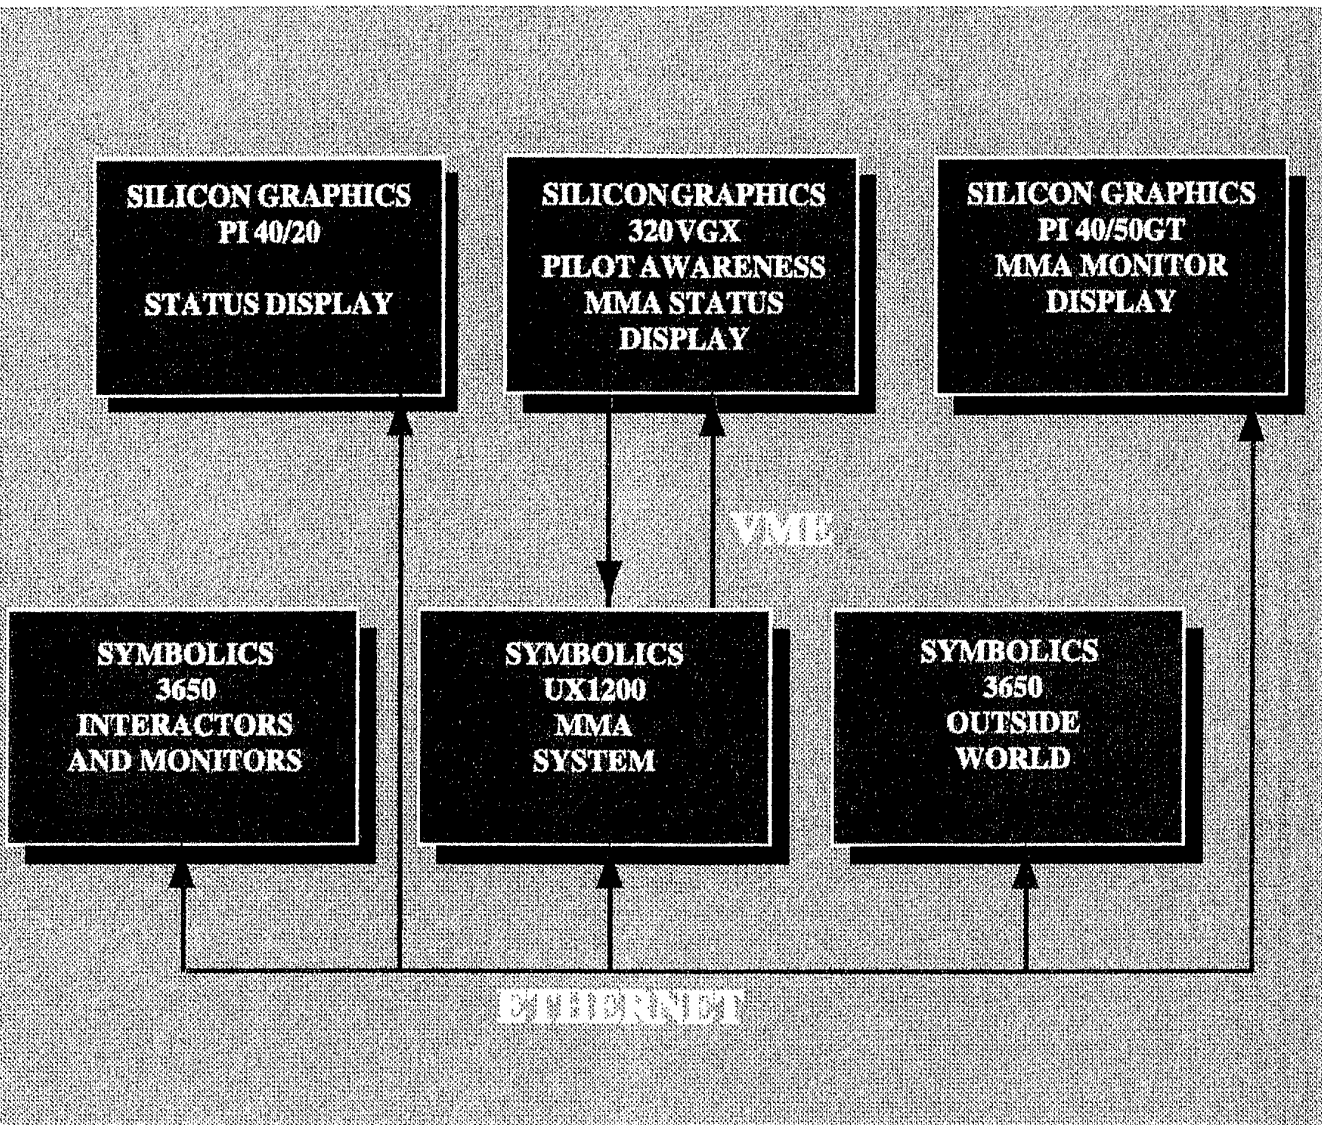 SILICON GRAPHICS
PI 40/20
STATUS DISPLAY
SILICON GRAPHICS
320 VGX
PILOT AWARENESS
MMA STATUS
DISPLAY
SILICON GRAPHICS
PI 40/50GT
MMA MONITOR
DISPLAY
VME
SYMBOLICS
3650
INTERACTORS
AND MONITORS
SYMBOLICS
UX1200
MMA
SYSTEM
SYMBOLICS
3650
OUTSIDE
WORLD
ETHERNET